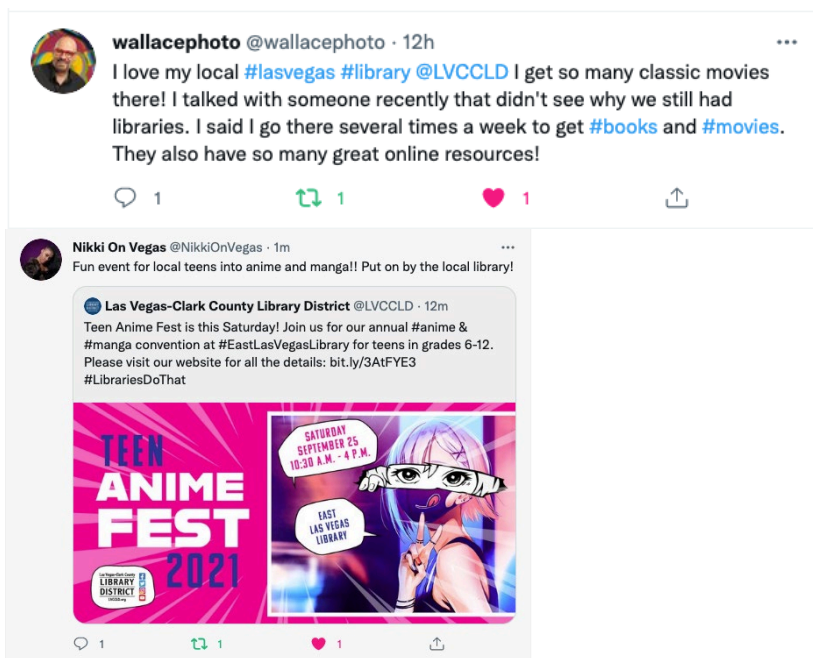 wallacephoto @wallacephoto · 12h
I love my local #lasvegas #library @LVCCLD I get so many classic movies
there! I talked with someone recently that didn't see why we still had
libraries. I said I go there several times a week to get #books and #movies.
They also have so many great online resources!
1 1 1
Nikki On Vegas @NikkiOnVegas · 1m
Fun event for local teens into anime and manga!! Put on by the local library!
Las Vegas-Clark County Library District @LVCCLD · 12m
Teen Anime Fest is this Saturday! Join us for our annual #anime &
#manga convention at #EastLasVegasLibrary for teens in grades 6-12.
Please visit our website for all the details: bit.ly/3AtFYE3
#LibrariesDoThat
TEEN
ANIME
FEST
2021
Las Vegas-Clark County
LIBRARY
DISTRICT
SATURDAY
SEPTEMBER 25
10:30 A.M. - 4 P.M.
EAST
LAS VEGAS
LIBRARY
1 1 1